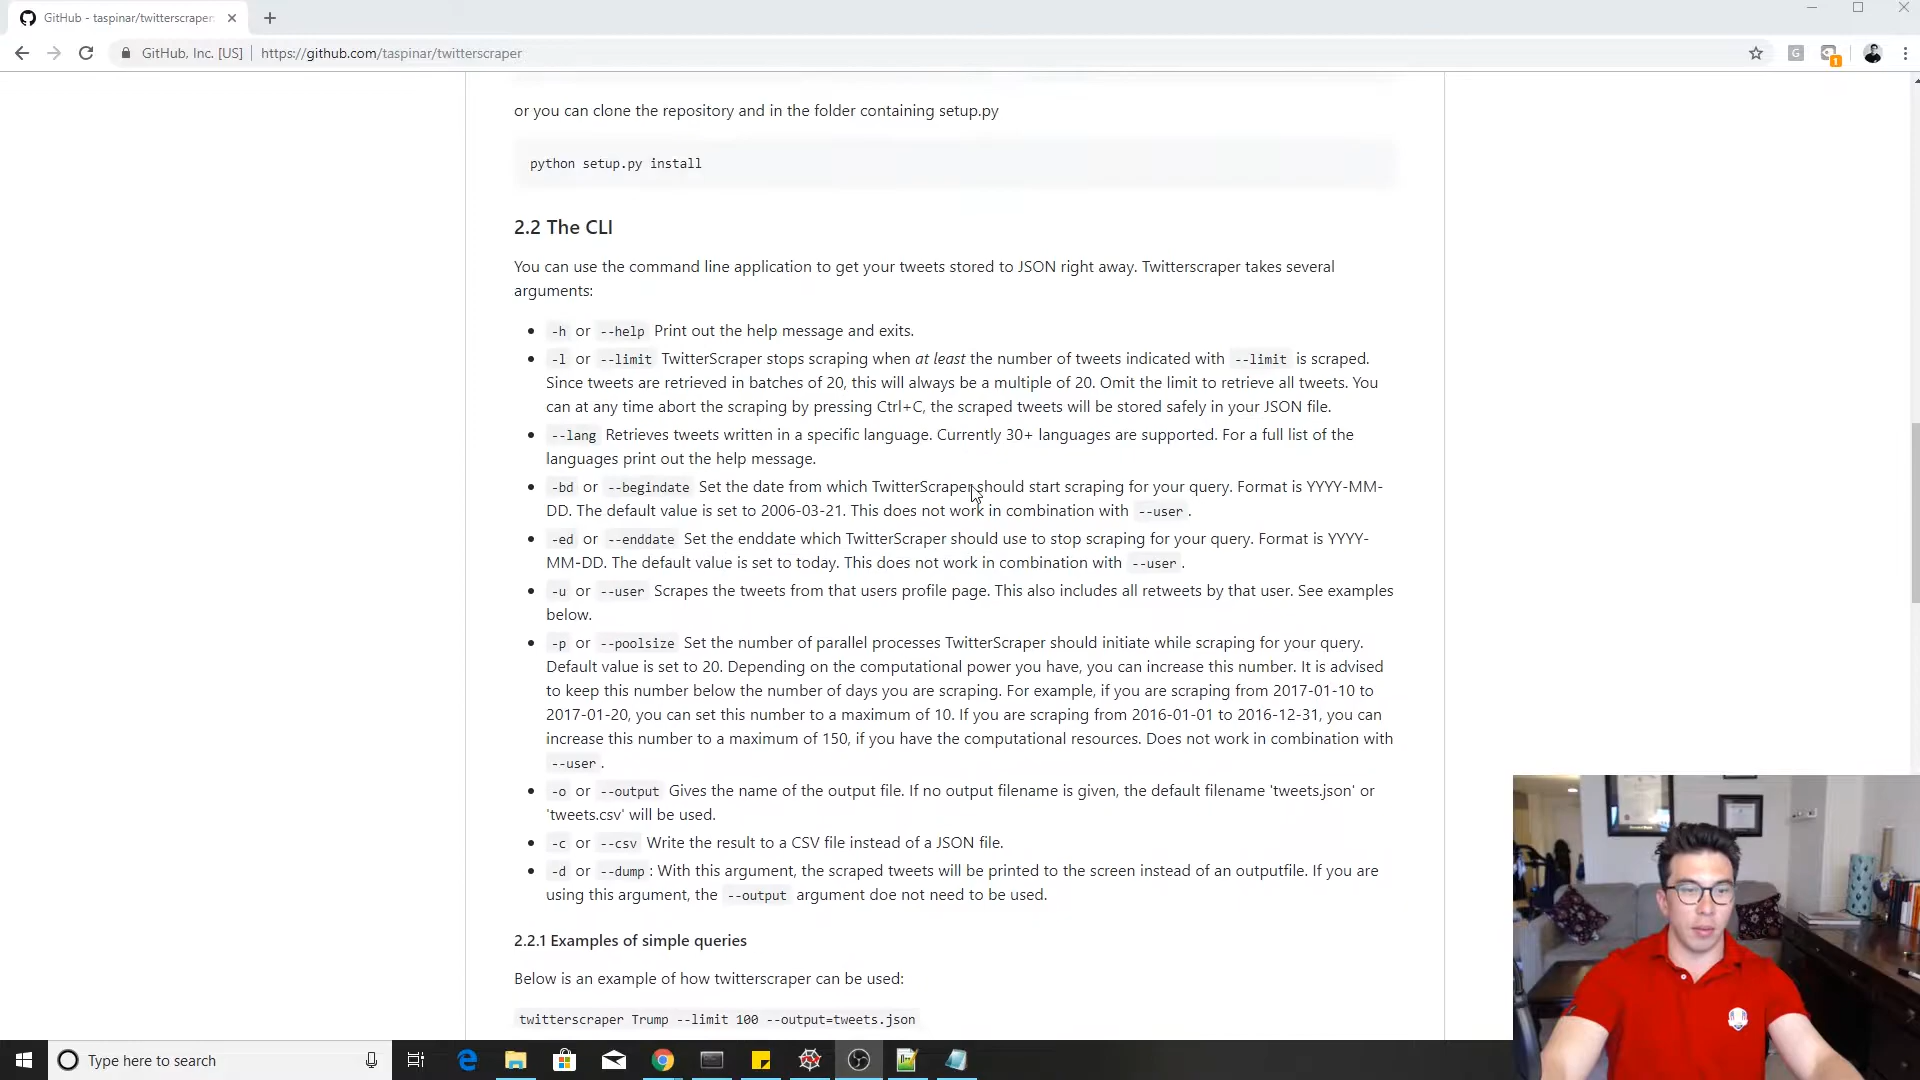 GitHub - taspinar/twitterscraper:
GitHub, Inc. [US] | https://github.com/taspinar/twitterscraper
1
or you can clone the repository and in the folder containing setup.py
python setup.py install
2.2 The CLI
You can use the command line application to get your tweets stored to JSON right away. Twitterscraper takes several
arguments:
• -h or --help Print out the help message and exits.
• -l or --limit TwitterScraper stops scraping when at least the number of tweets indicated with --limit is scraped.
Since tweets are retrieved in batches of 20, this will always be a multiple of 20. Omit the limit to retrieve all tweets. You
can at any time abort the scraping by pressing Ctrl+C, the scraped tweets will be stored safely in your JSON file.
• --lang Retrieves tweets written in a specific language. Currently 30+ languages are supported. For a full list of the
languages print out the help message.
• -bd or --begindate Set the date from which TwitterScraper should start scraping for your query. Format is YYYY-MM-
DD. The default value is set to 2006-03-21. This does not work in combination with --user.
• -ed or --enddate Set the enddate which TwitterScraper should use to stop scraping for your query. Format is YYYY-
MM-DD. The default value is set to today. This does not work in combination with --user.
• -u or --user Scrapes the tweets from that users profile page. This also includes all retweets by that user. See examples
below.
• -p or --poolsize Set the number of parallel processes TwitterScraper should initiate while scraping for your query.
Default value is set to 20. Depending on the computational power you have, you can increase this number. It is advised
to keep this number below the number of days you are scraping. For example, if you are scraping from 2017-01-10 to
2017-01-20, you can set this number to a maximum of 10. If you are scraping from 2016-01-01 to 2016-12-31, you can
increase this number to a maximum of 150, if you have the computational resources. Does not work in combination with
--user.
• -o or --output Gives the name of the output file. If no output filename is given, the default filename 'tweets.json' or
'tweets.csv' will be used.
• -c or --csv Write the result to a CSV file instead of a JSON file.
• -d or --dump: With this argument, the scraped tweets will be printed to the screen instead of an outputfile. If you are
using this argument, the --output argument doe not need to be used.
2.2.1 Examples of simple queries
Below is an example of how twitterscraper can be used:
twitterscraper Trump --limit 100 --output=tweets.json
Type here to search